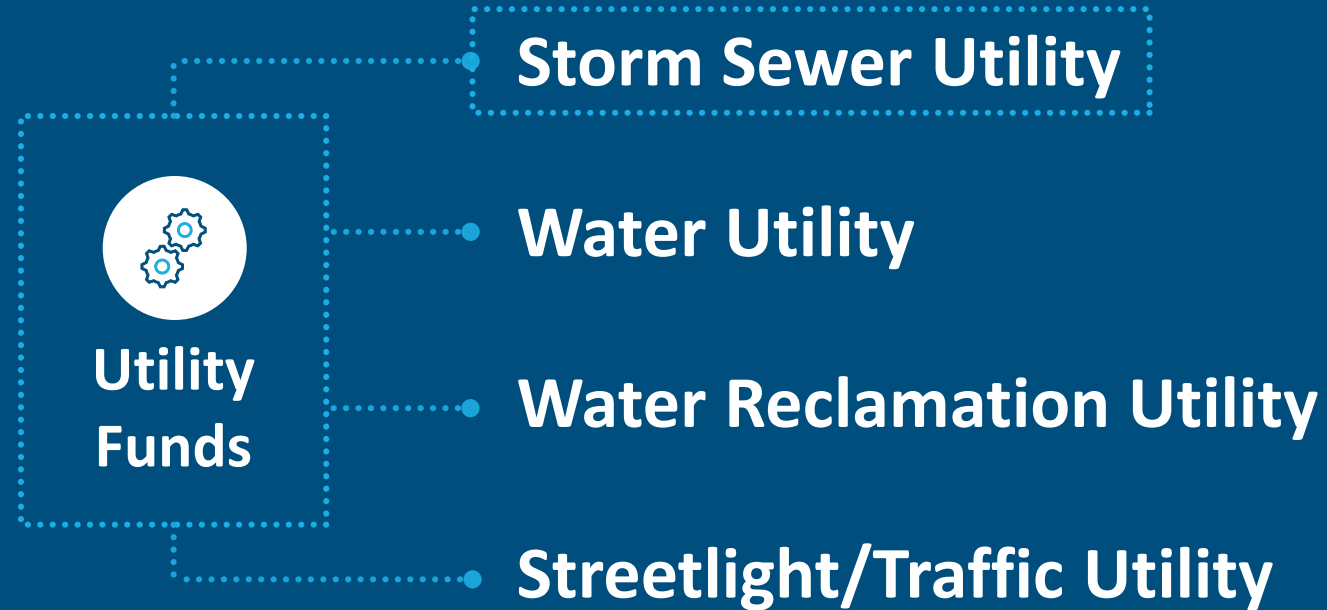 Storm Sewer Utility
Water Utility
Utility
Funds
Water Reclamation Utility
Streetlight/Traffic Utility